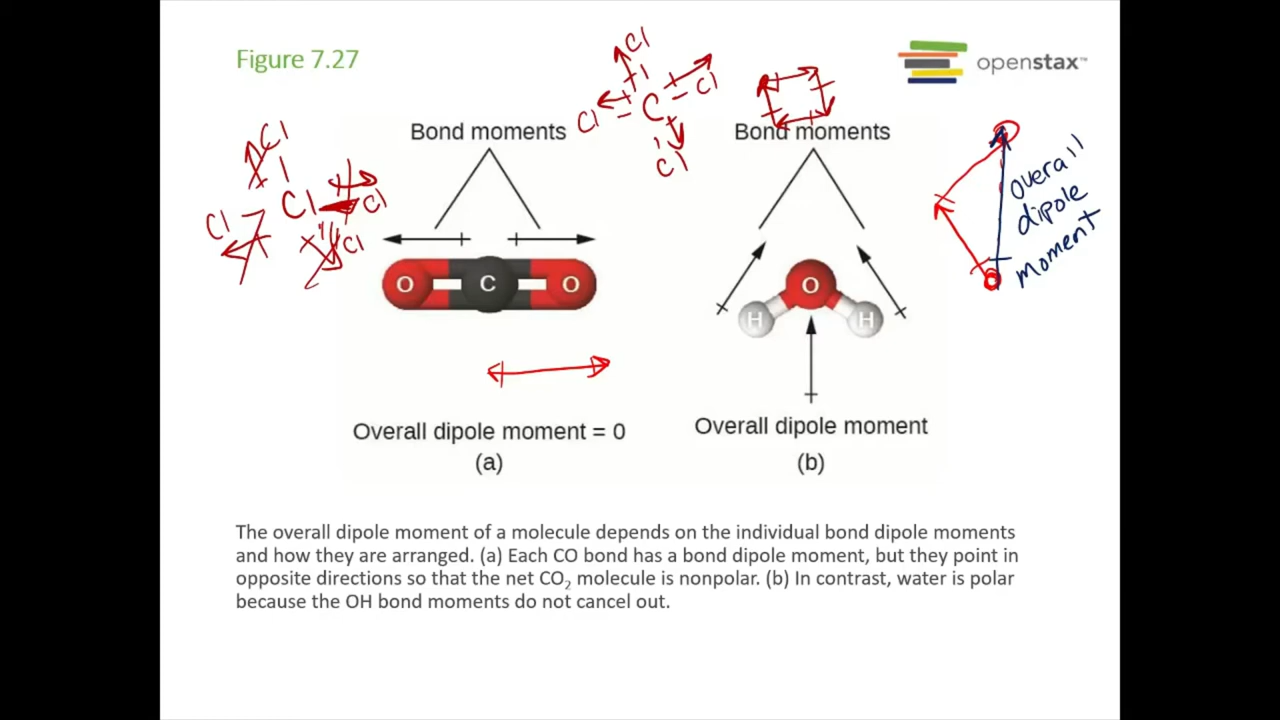 Figure 7.27
openstax™
Cl
Cl C Cl
Cl
Cl
Cl Cl Cl
Cl
Bond moments
Bond moments
O C O
O
H H
Overall dipole moment = 0
(a)
Overall dipole moment
(b)
overall
dipole
moment
The overall dipole moment of a molecule depends on the individual bond dipole moments
and how they are arranged. (a) Each CO bond has a bond dipole moment, but they point in
opposite directions so that the net CO₂ molecule is nonpolar. (b) In contrast, water is polar
because the OH bond moments do not cancel out.